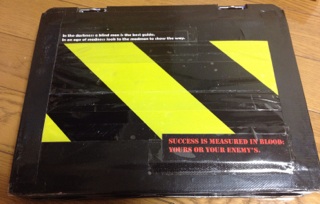 In the darkness a blind man is the best guide.
In an age of madness look to the madman to show the way.
SUCCESS IS MEASURED IN BLOOD;
YOURS OR YOUR ENEMY'S.